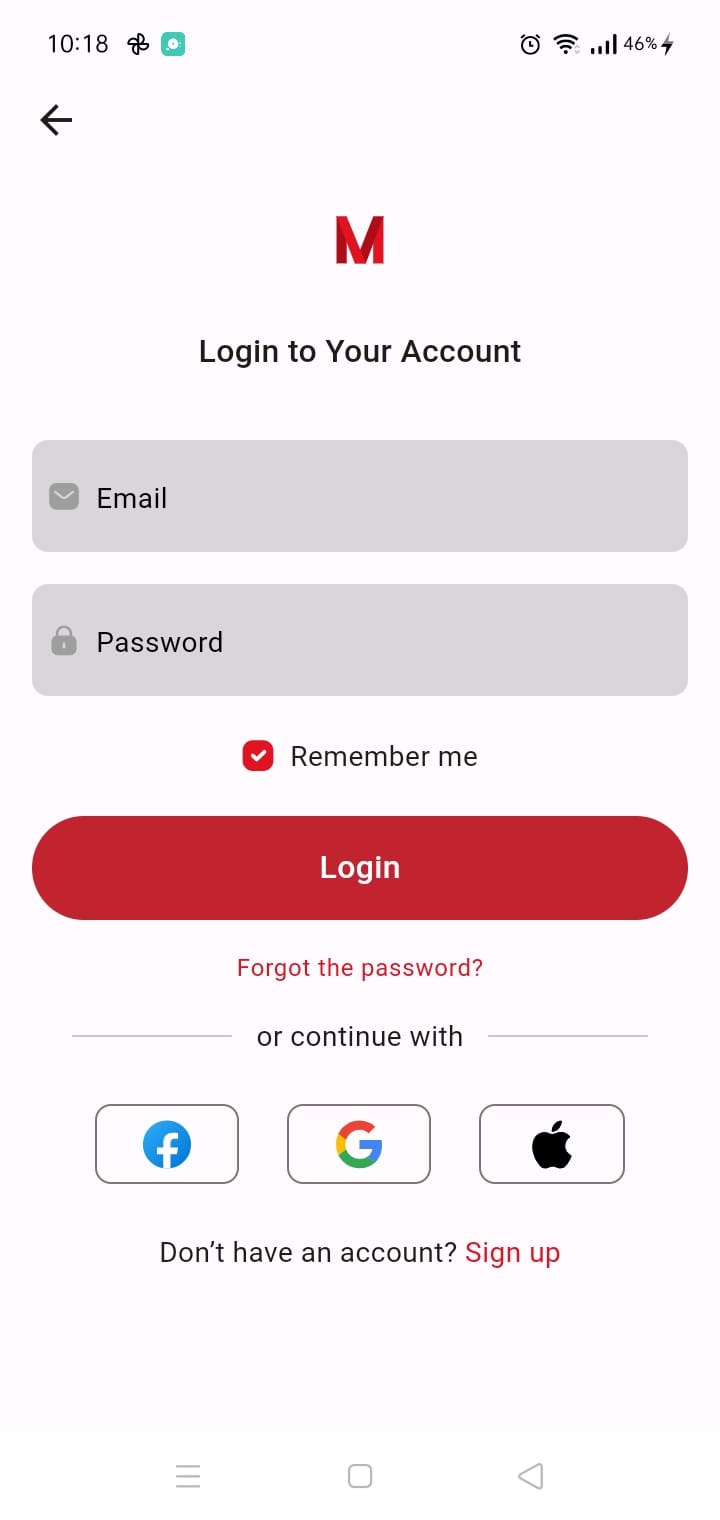 10:18 46%
M
Login to Your Account
Email
Password
Remember me
Login
Forgot the password?
or continue with
Don’t have an account? Sign up